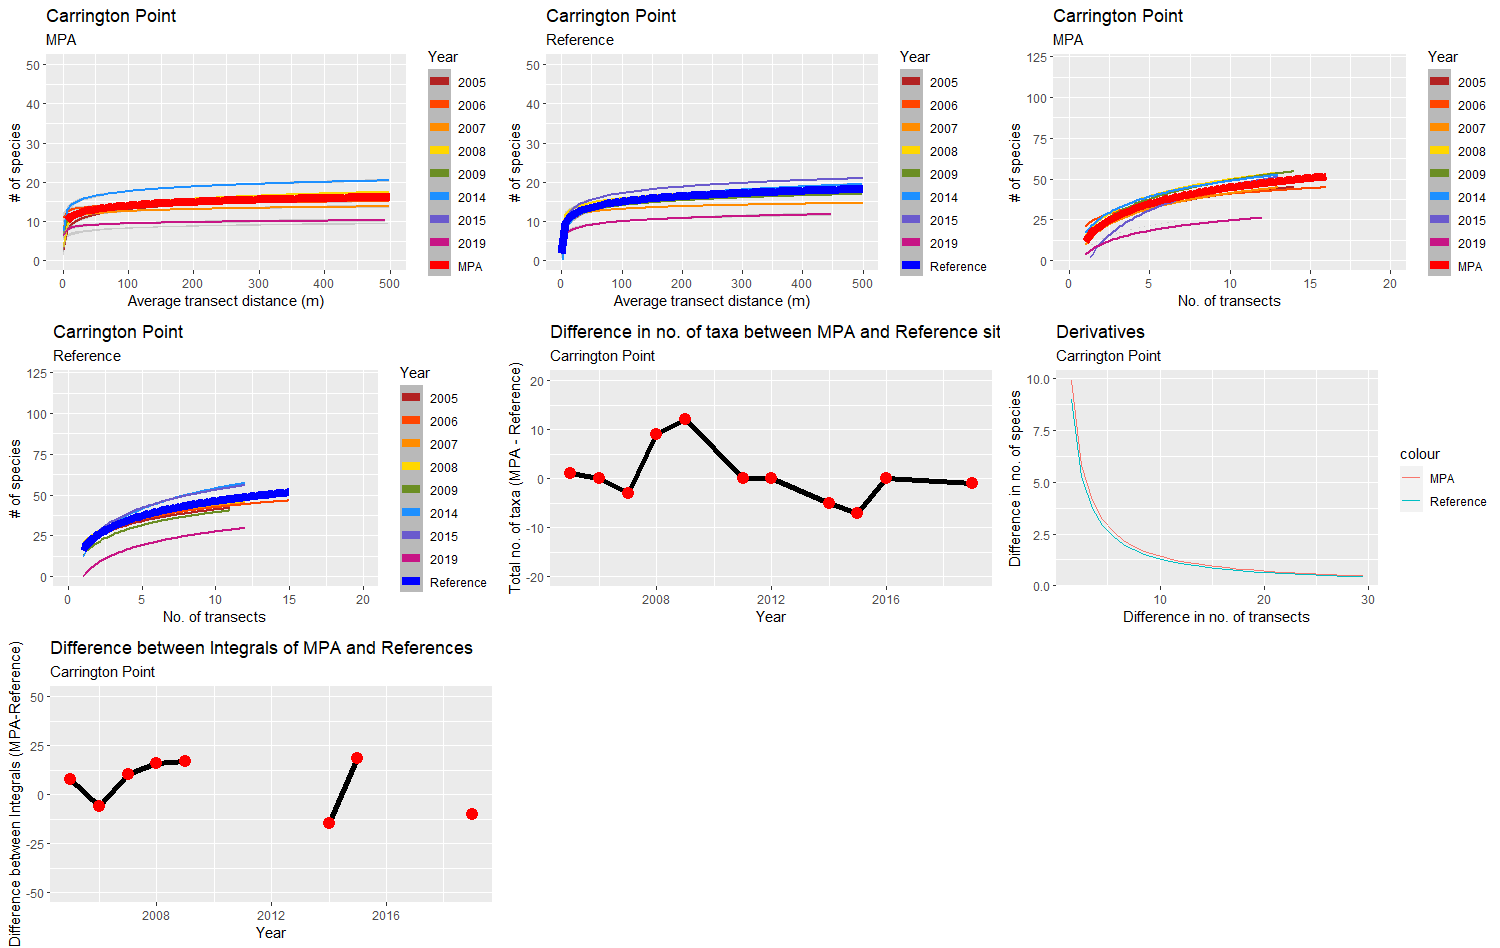 Carrington Point
MPA
# of species
50
40
30
20
10
0
0 100 200 300 400 500
Average transect distance (m)
Year
2005
2006
2007
2008
2009
2014
2015
2019
MPA
Carrington Point
Reference
# of species
50
40
30
20
10
0
0 100 200 300 400 500
Average transect distance (m)
Year
2005
2006
2007
2008
2009
2014
2015
2019
Reference
Carrington Point
MPA
# of species
125
100
75
50
25
0
0 5 10 15 20
No. of transects
Year
2005
2006
2007
2008
2009
2014
2015
2019
MPA
Carrington Point
Reference
# of species
125
100
75
50
25
0
0 5 10 15 20
No. of transects
Year
2005
2006
2007
2008
2009
2014
2015
2019
Reference
Difference in no. of taxa between MPA and Reference sit
Carrington Point
Total no. of taxa (MPA - Reference)
20
10
0
-10
-20
2008 2012 2016
Year
Derivatives
Carrington Point
Difference in no. of species
10.0
7.5
5.0
2.5
0.0
10 20 30
Difference in no. of transects
colour
MPA
Reference
Difference between Integrals of MPA and References
Carrington Point
Difference between Integrals (MPA-Reference)
50
25
0
-25
-50
2008 2012 2016
Year